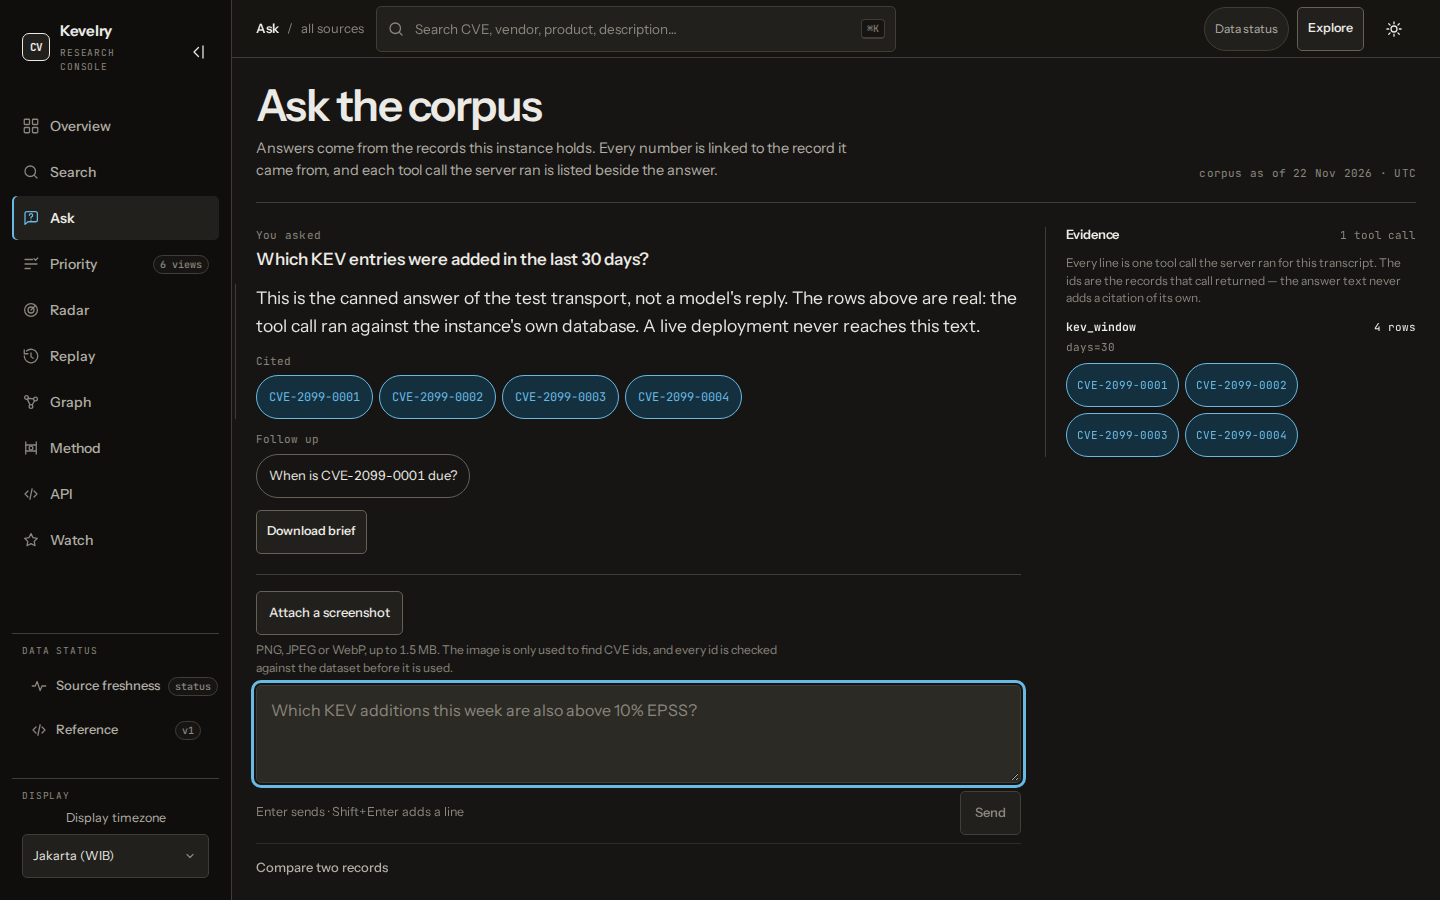 CV
Kevelry
RESEARCH
CONSOLE
Overview
Search
Ask
Priority
6 views
Radar
Replay
Graph
Method
API
Watch
DATA STATUS
Source freshness
status
Reference
v1
DISPLAY
Display timezone
Jakarta (WIB)
Ask / all sources
Search CVE, vendor, product, description...
⌘K
Data status
Explore
Ask the corpus
Answers come from the records this instance holds. Every number is linked to the record it
came from, and each tool call the server ran is listed beside the answer.
corpus as of 22 Nov 2026 · UTC
You asked
Which KEV entries were added in the last 30 days?
This is the canned answer of the test transport, not a model's reply. The rows above are real: the
tool call ran against the instance's own database. A live deployment never reaches this text.
Cited
CVE-2099-0001
CVE-2099-0002
CVE-2099-0003
CVE-2099-0004
Follow up
When is CVE-2099-0001 due?
Download brief
Attach a screenshot
PNG, JPEG or WebP, up to 1.5 MB. The image is only used to find CVE ids, and every id is checked
against the dataset before it is used.
Which KEV additions this week are also above 10% EPSS?
Enter sends · Shift+Enter adds a line
Send
Compare two records
Evidence
1 tool call
Every line is one tool call the server ran for this transcript. The
ids are the records that call returned — the answer text never
adds a citation of its own.
kev_window
4 rows
days=30
CVE-2099-0001
CVE-2099-0002
CVE-2099-0003
CVE-2099-0004